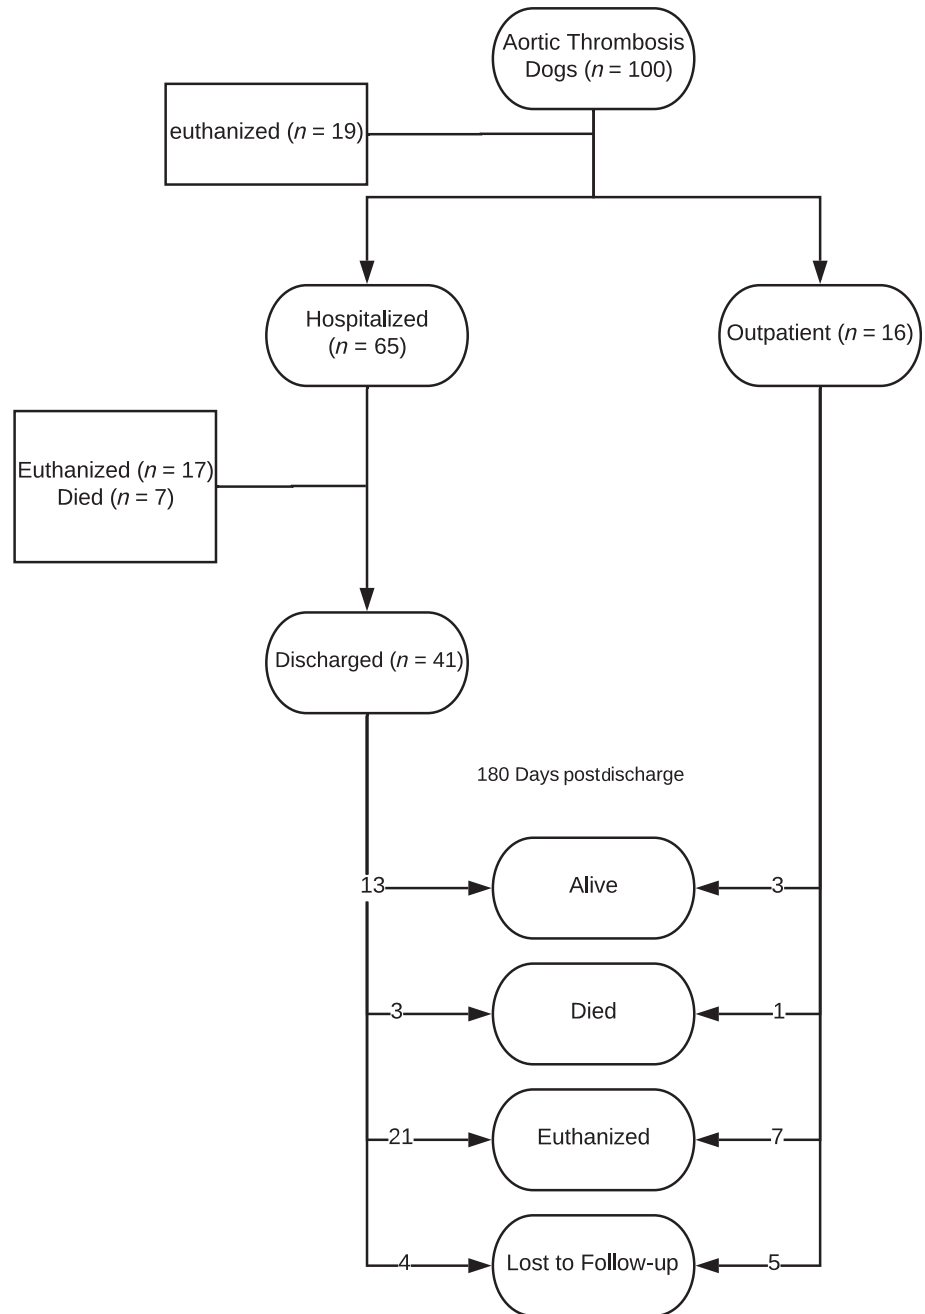 Aortic Thrombosis
Dogs (n = 100)
euthanized (n = 19)
Hospitalized
(n = 65)
Outpatient (n = 16)
Euthanized (n = 17)
Died (n = 7)
Discharged (n = 41)
180 Days postdischarge
13
Alive
3
3
Died
1
21
Euthanized
7
4
Lost to Follow-up
5